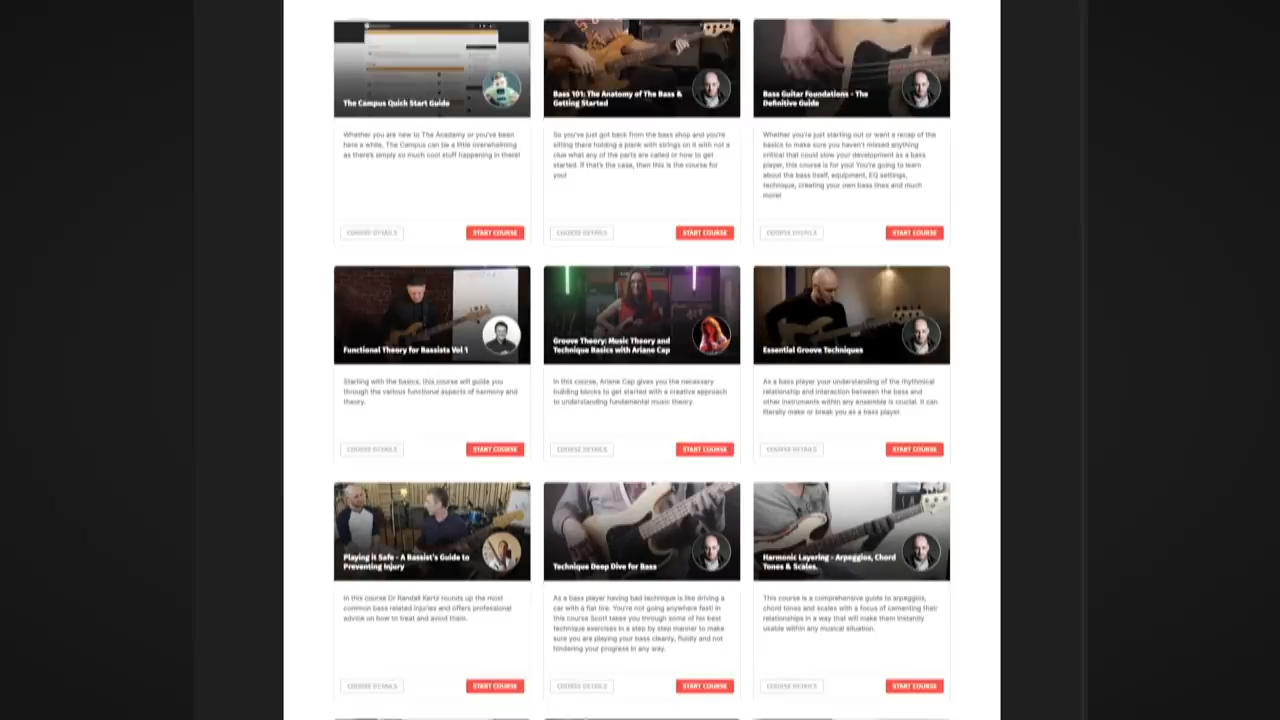 The Campus Quick Start Guide
Whether you are new to The Academy or you've been
here a while, The Campus can be a little overwhelming
as there's simply so much cool stuff happening in there!
COURSE DETAILS
START COURSE
Bass 101: The Anatomy of The Bass &
Getting Started
So you've just got back from the bass shop and you're
sitting there holding a plank with strings on it with not a
clue what any of the parts are called or how to get
started. If that's the case, then this is the course for
you!
COURSE DETAILS
START COURSE
Bass Guitar Foundations - The
Definitive Guide
Whether you're just starting out or want a recap of the
basics to make sure you haven't missed anything
critical that could slow your development as a bass
player, this course is for you! You're going to learn
about the bass itself, equipment, EQ settings,
technique, creating your own bass lines and much
more!
COURSE DETAILS
START COURSE
Functional Theory for Bassists Vol 1
Starting with the basics, this course will guide you
through the various functional aspects of harmony and
theory.
COURSE DETAILS
START COURSE
Groove Theory: Music Theory and
Technique Basics with Ariane Cap
In this course, Ariane Cap gives you the necessary
building blocks to get started with a creative approach
to understanding fundamental music theory.
COURSE DETAILS
START COURSE
Essential Groove Techniques
As a bass player your understanding of the rhythmical
relationship and interaction between the bass and
other instruments within any ensemble is crucial. It can
literally make or break you as a bass player.
COURSE DETAILS
START COURSE
Playing it Safe - A Bassist's Guide to
Preventing Injury
In this course Dr Randall Kertz rounds up the most
common bass related injuries and offers professional
advice on how to treat and avoid them.
COURSE DETAILS
START COURSE
Technique Deep Dive for Bass
As a bass player having bad technique is like driving a
car with a flat tire. You're not going anywhere fast! In
this course Scott takes you through some of his best
technique exercises in a step by step manner to make
sure you are playing your bass cleanly, fluidly and not
hindering your progress in any way.
COURSE DETAILS
START COURSE
Harmonic Layering - Arpeggios, Chord
Tones & Scales.
This course is a comprehensive guide to arpeggios,
chord tones and scales with a focus of cementing their
relationships in a way that will make them instantly
usable within any musical situation.
COURSE DETAILS
START COURSE